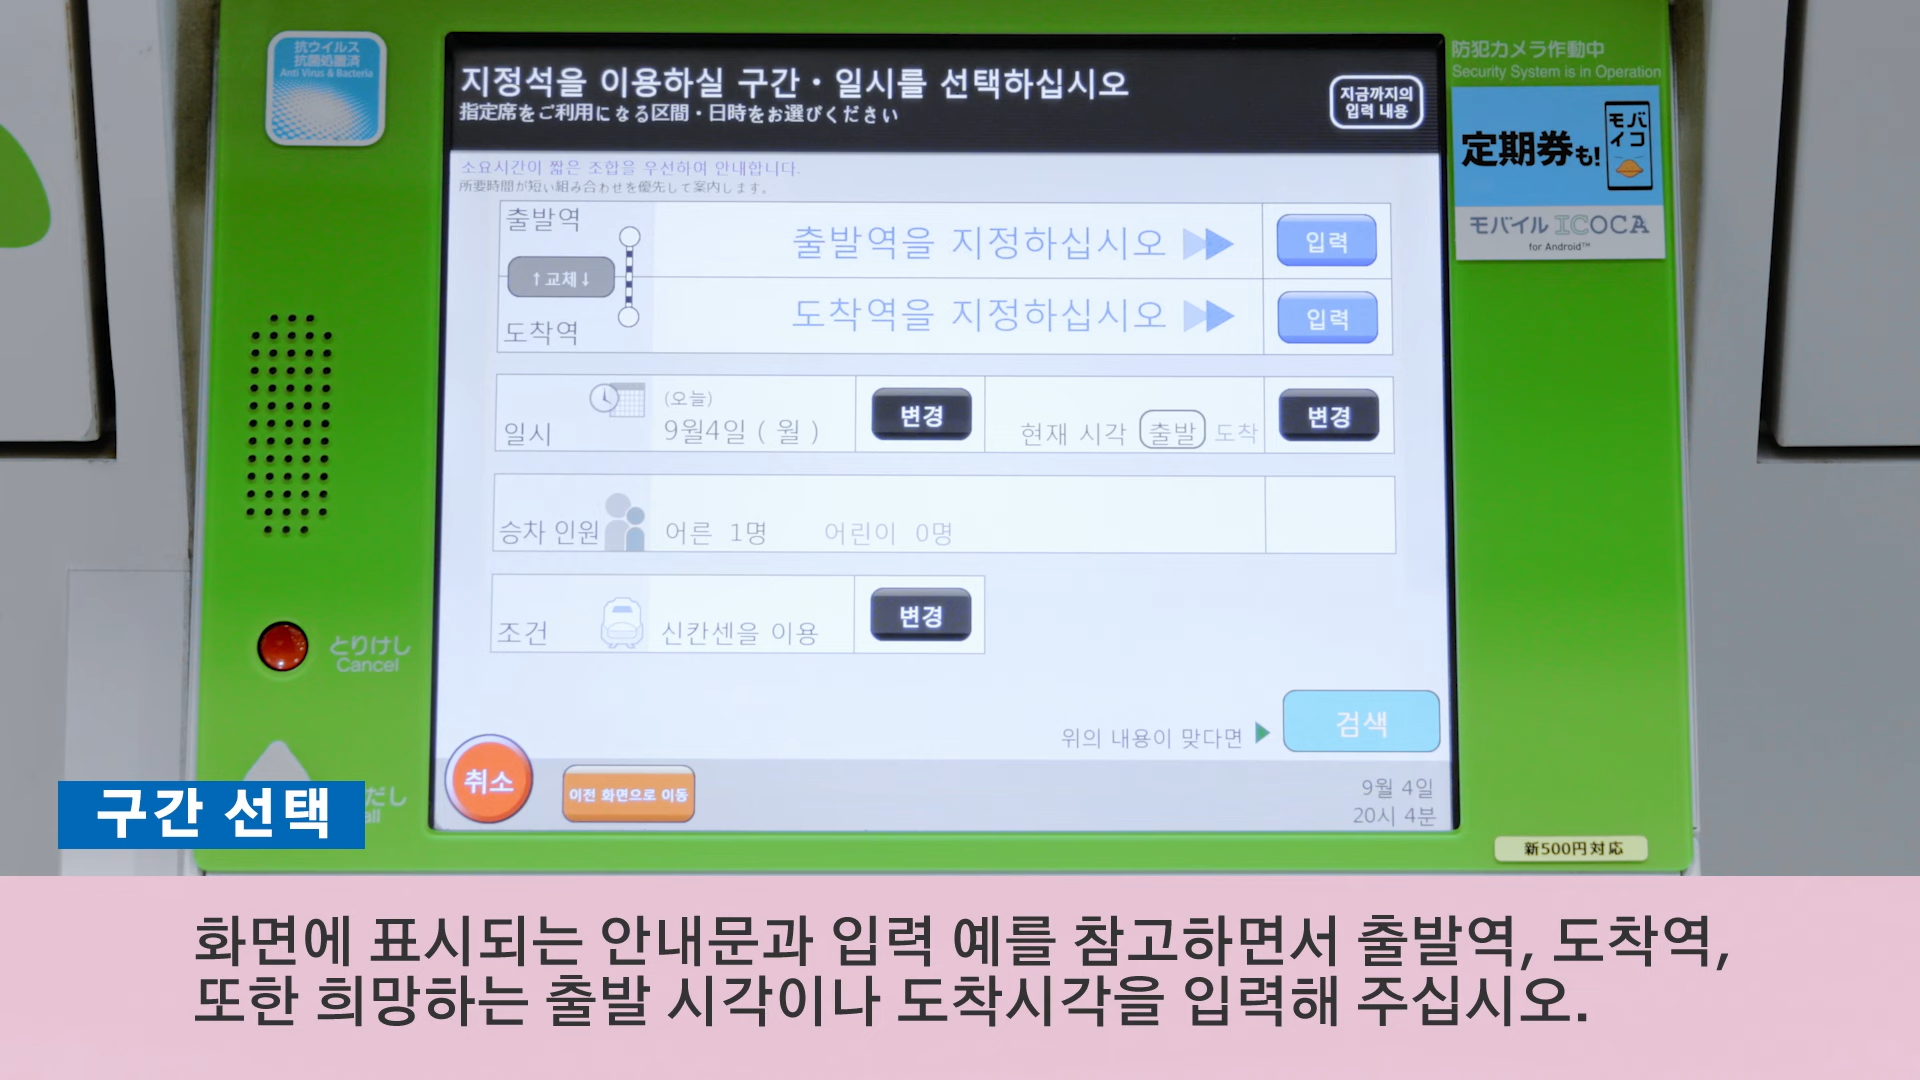 抗ウイルス
抗菌処置済
Anti Virus & Bacteria
지정석을 이용하실 구간・일시를 선택하십시오
指定席をご利用になる区間・日時をお選びください
지금까지의
입력 내용
防犯カメラ作動中
Security System is in Operation
定期券も!
モバイコ
モバイル ICOCA
for Android™
소요시간이 짧은 조합을 우선하여 안내합니다.
所要時間が短い組み合わせを優先して案内します。
출발역
출발역을 지정하십시오
입력
↑교체↓
도착역
도착역을 지정하십시오
입력
일시
(오늘)
9월4일 ( 월 )
변경
현재 시각 출발 도착
변경
승차 인원
어른 1명 어린이 0명
조건
신칸센을 이용
변경
とりけし
Cancel
위의 내용이 맞다면
검색
취소
이전 화면으로 이동
9월 4일
20시 4분
だし
all
新500円対応
구간 선택
화면에 표시되는 안내문과 입력 예를 참고하면서 출발역, 도착역,
또한 희망하는 출발 시각이나 도착시각을 입력해 주십시오.